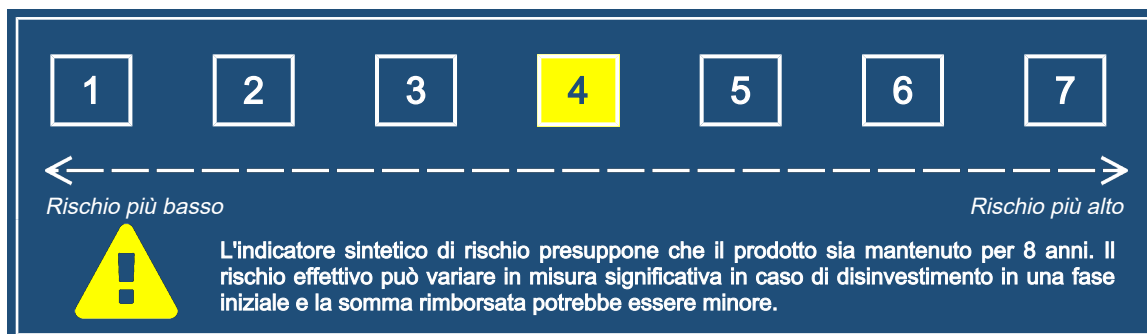 1 2 3 4 5 6 7
Rischio più basso Rischio più alto
L'indicatore sintetico di rischio presuppone che il prodotto sia mantenuto per 8 anni. Il
rischio effettivo può variare in misura significativa in caso di disinvestimento in una fase
iniziale e la somma rimborsata potrebbe essere minore.